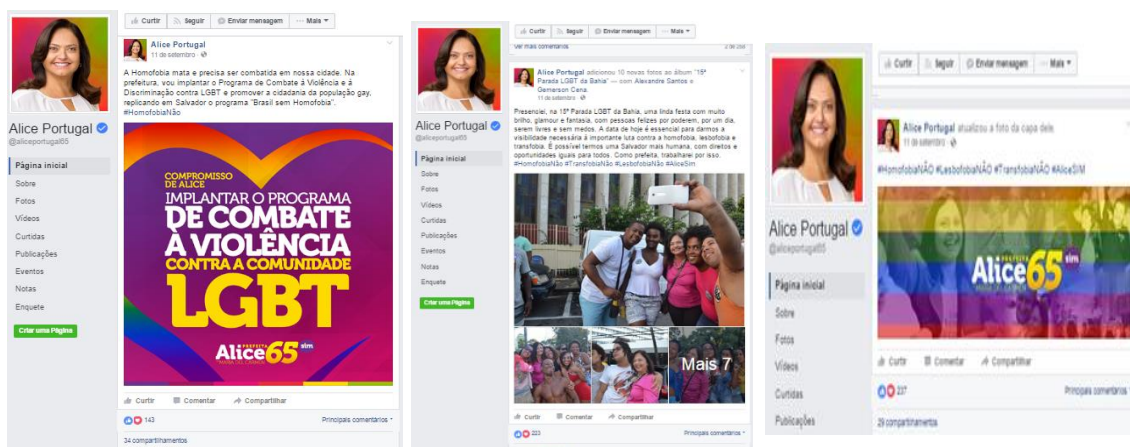 Curtir Seguir Enviar mensagem ... Mais
Alice Portugal
11 de setembro
A Homofobia mata e precisa ser combatida em nossa cidade. Na
prefeitura, vou implantar o Programa de Combate à Violência e à
Discriminação contra LGBT e promover a cidadania da população gay,
replicando em Salvador o programa "Brasil sem Homofobia".
#HomofobiaNão
COMPROMISSO
DE ALICE
IMPLANTAR O PROGRAMA
DE COMBATE
À VIOLÊNCIA
CONTRA A COMUNIDADE
LGBT
PREFEITA
Alice65 sim
Curtir Comentar Compartilhar
143 Principais comentários
34 compartilhamentos
Alice Portugal
@aliceportugal65
Página inicial
Sobre
Fotos
Vídeos
Curtidas
Publicações
Eventos
Notas
Enquete
Criar uma Página
Curtir Seguir Enviar mensagem ... Mais
Ver mais comentários
Alice Portugal adicionou 10 novas fotos ao álbum "15ª
Parada LGBT da Bahia" — com Alexandre Santos e
Gemerson Cena.
11 de setembro
Presenciei, na 15ª Parada LGBT da Bahia, uma linda festa com muito
brilho, glamour e fantasia, com pessoas felizes por poderem, por um dia,
serem livres e sem medos. A data de hoje é essencial para darmos a
visibilidade necessária à importante luta contra a homofobia, lesbofobia e
transfobia. É possível termos uma Salvador mais humana, com direitos e
oportunidades iguais para todos. Como prefeita, trabalharei por isso.
#HomofobiaNão #TransfobiaNão #LesbofobiaNão #AliceSim
Mais 7
Curtir Comentar Compartilhar
223 Principais comentários
Alice Portugal
@aliceportugal65
Página inicial
Sobre
Fotos
Vídeos
Curtidas
Publicações
Eventos
Notas
Enquete
Criar uma Página
Curtir Seguir Enviar mensagem ... Mais
Alice Portugal atualizou a foto da capa dele
11 de setembro
#HomofobiaNÃO #LesbofobiaNÃO #TransfobiaNÃO #AliceSIM
PREFEITA
Alice65 sim
Curtir Comentar Compartilhar
237 Principais comentários
29 compartilhamentos
Alice Portugal
@aliceportugal65
Página inicial
Sobre
Fotos
Vídeos
Curtidas
Publicações